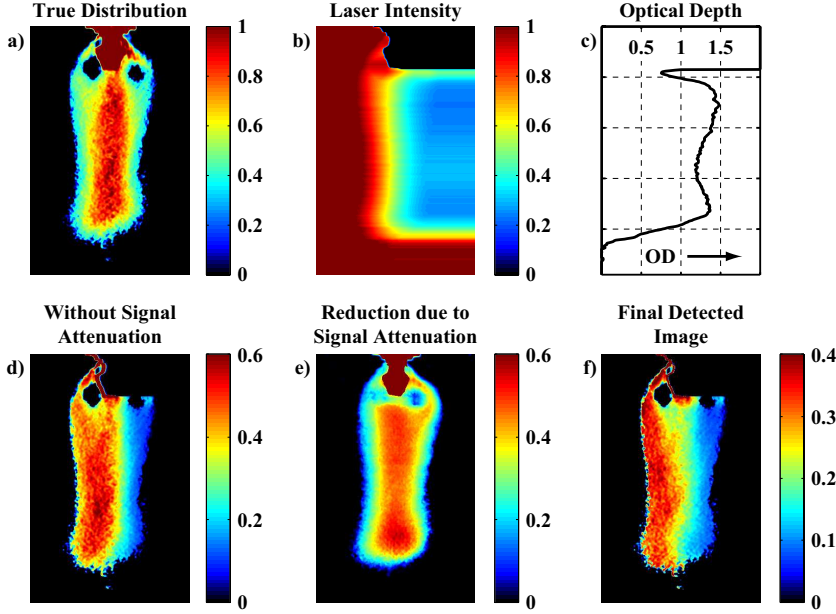 True Distribution
Laser Intensity
Optical Depth
a)
1
0.8
0.6
0.4
0.2
0
b)
1
0.8
0.6
0.4
0.2
0
c)
0.5 1 1.5
OD
Without Signal
Attenuation
Reduction due to
Signal Attenuation
Final Detected
Image
d)
0.6
0.4
0.2
0
e)
0.6
0.4
0.2
0
f)
0.4
0.3
0.2
0.1
0